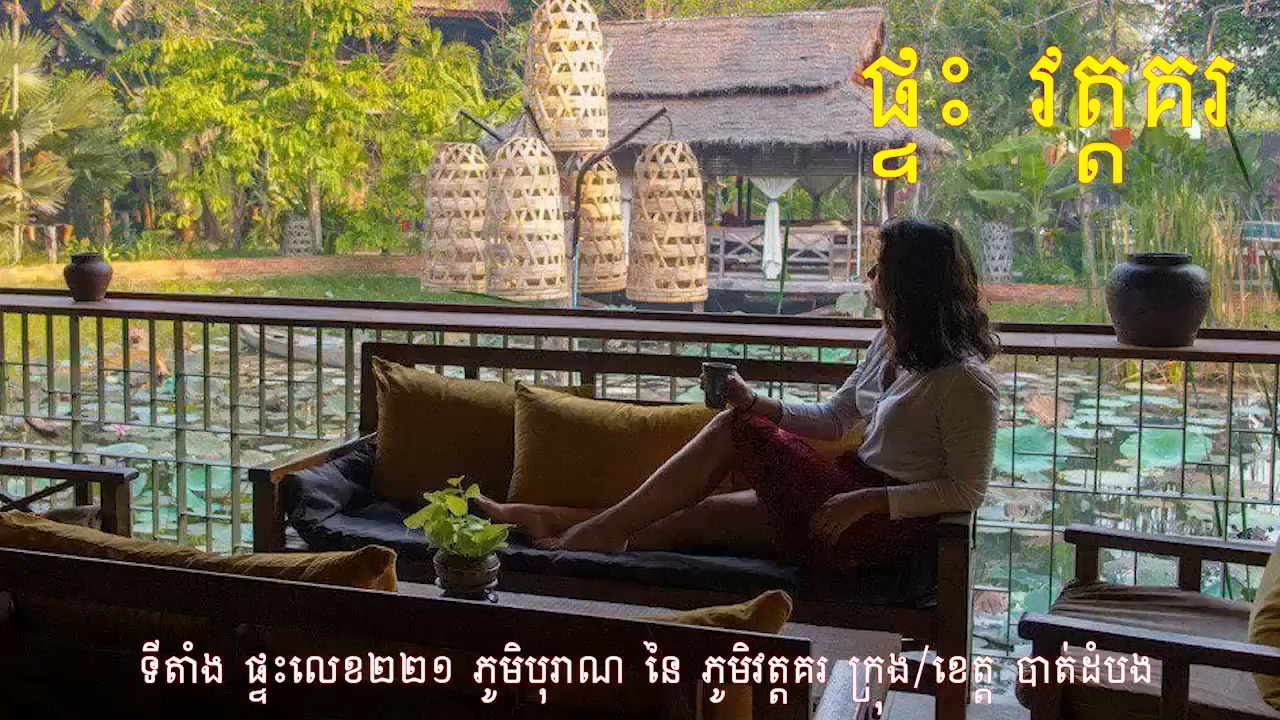 ផ្ទះ វត្តគរ
ទីតាំង ផ្ទះលេខ២២១ ភូមិបុរាណ នៃ ភូមិវត្តគរ ក្រុង/ខេត្ត បាត់ដំបង